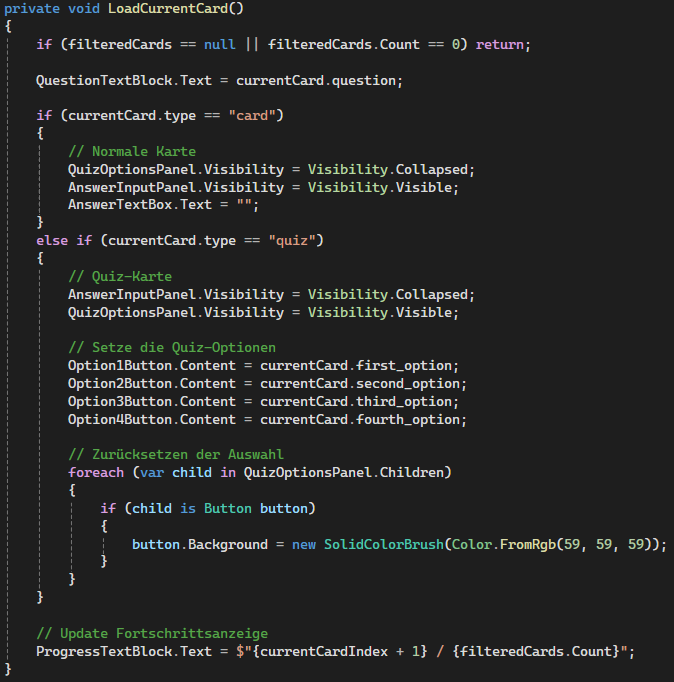 private void LoadCurrentCard()
{
    if (filteredCards == null || filteredCards.Count == 0) return;

    QuestionTextBlock.Text = currentCard.question;

    if (currentCard.type == "card")
    {
        // Normale Karte
        QuizOptionsPanel.Visibility = Visibility.Collapsed;
        AnswerInputPanel.Visibility = Visibility.Visible;
        AnswerTextBox.Text = "";
    }
    else if (currentCard.type == "quiz")
    {
        // Quiz-Karte
        AnswerInputPanel.Visibility = Visibility.Collapsed;
        QuizOptionsPanel.Visibility = Visibility.Visible;

        // Setze die Quiz-Optionen
        Option1Button.Content = currentCard.first_option;
        Option2Button.Content = currentCard.second_option;
        Option3Button.Content = currentCard.third_option;
        Option4Button.Content = currentCard.fourth_option;

        // Zurücksetzen der Auswahl
        foreach (var child in QuizOptionsPanel.Children)
        {
            if (child is Button button)
            {
                button.Background = new SolidColorBrush(Color.FromRgb(59, 59, 59));
            }
        }
    }

    // Update Fortschrittsanzeige
    ProgressTextBlock.Text = $"{currentCardIndex + 1} / {filteredCards.Count}";
}